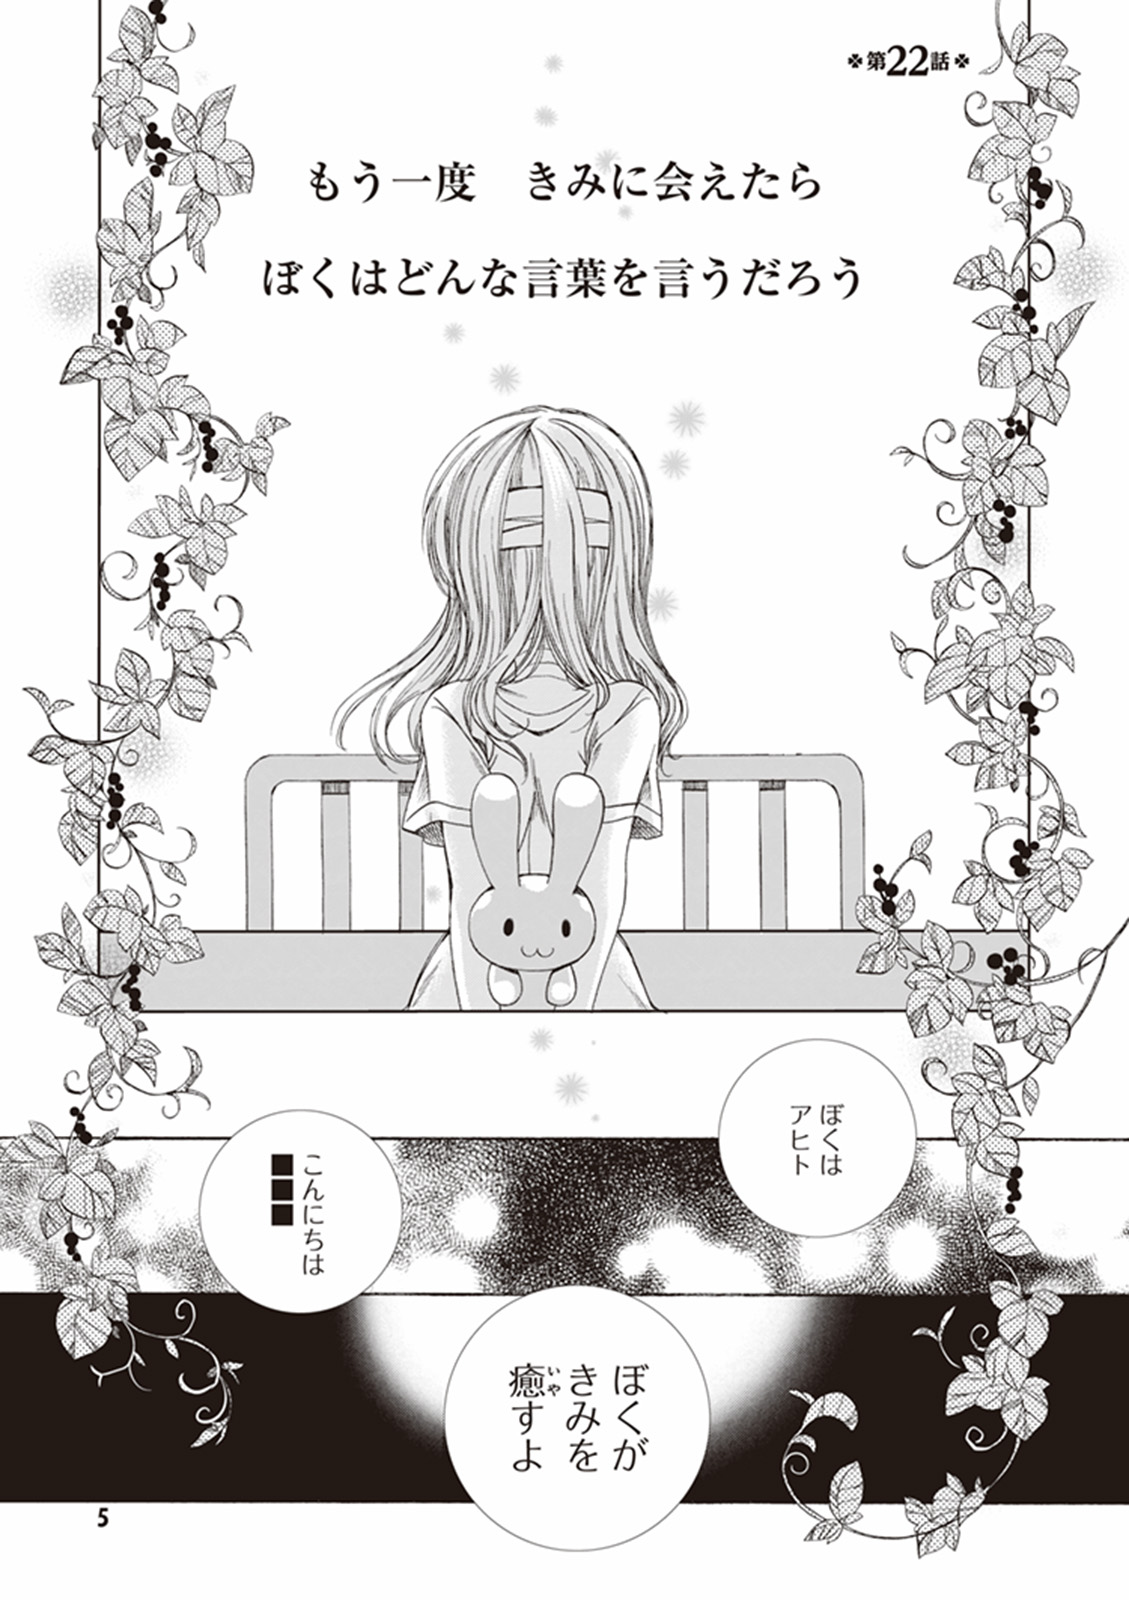 第22話
もう一度　きみに会えたら
ぼくはどんな言葉を言うだろう
ぼくは
アヒト
こんにちは
■■■
ぼくが
きみを
癒すよ
いや
5